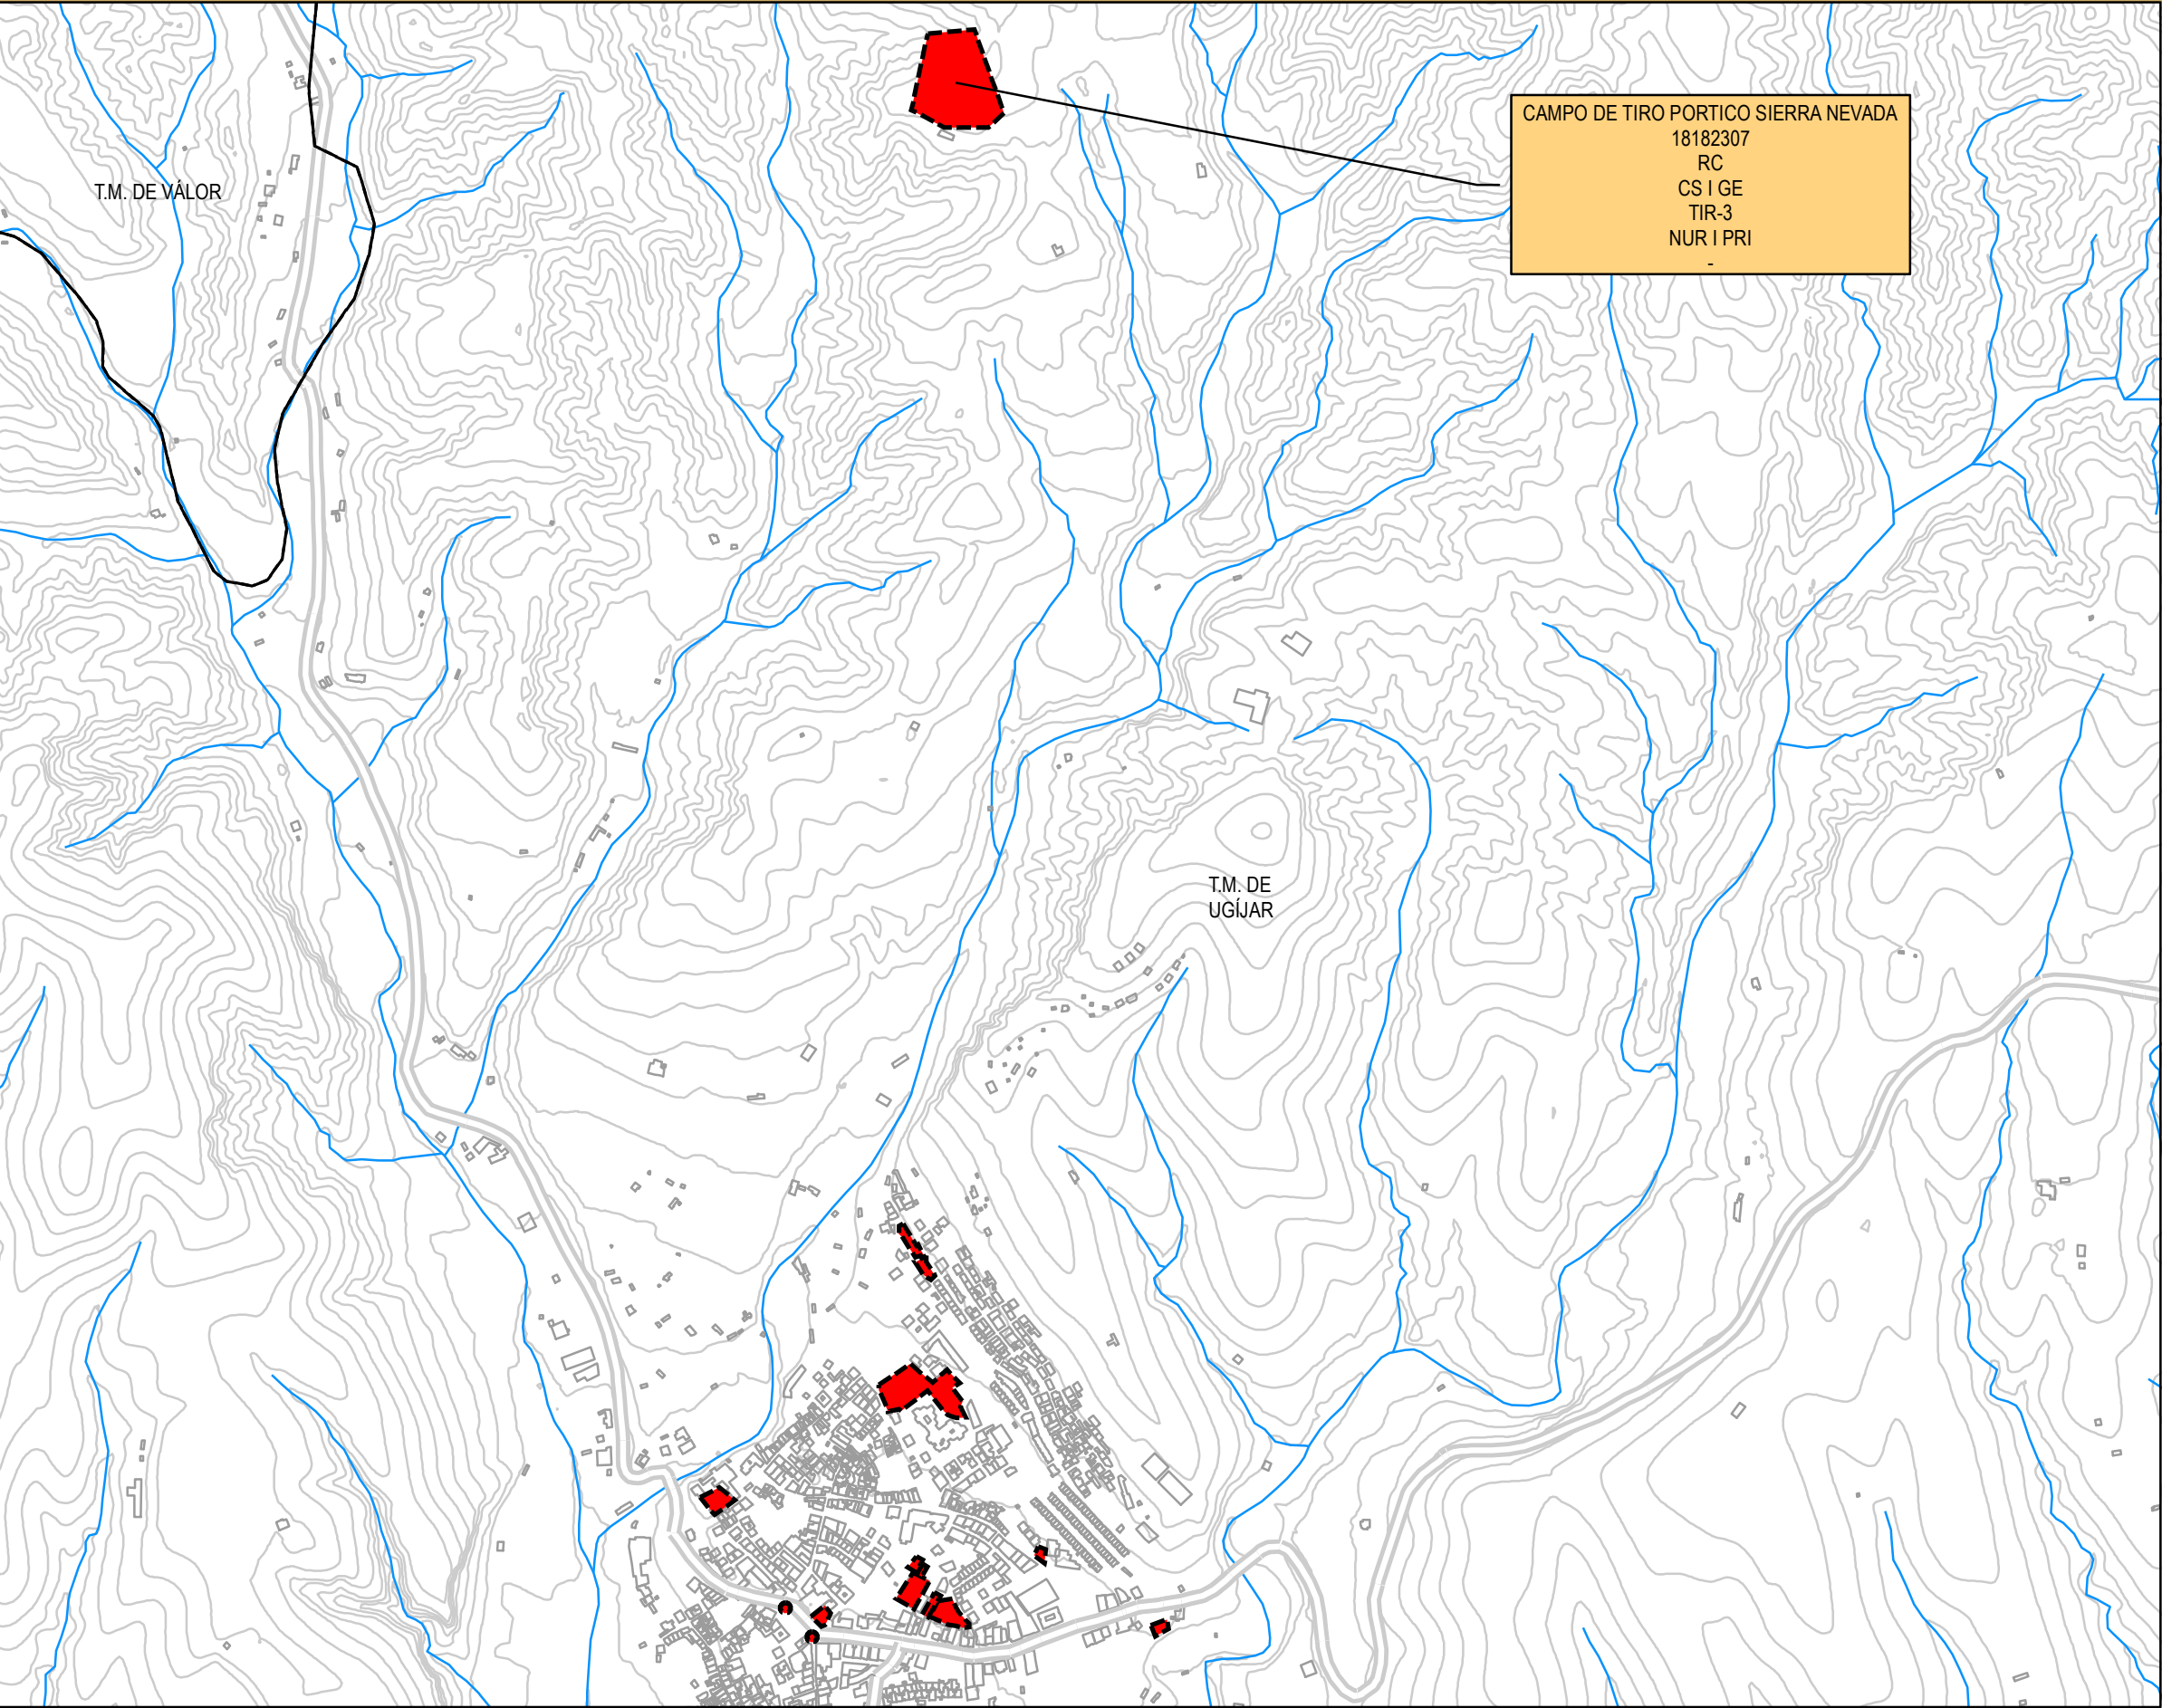 CAMPO DE TIRO PORTICO SIERRA NEVADA
18182307
RC
CS I GE
TIR-3
NUR I PRI
-
T.M. DE VÁLOR
T.M. DE
UGÍJAR